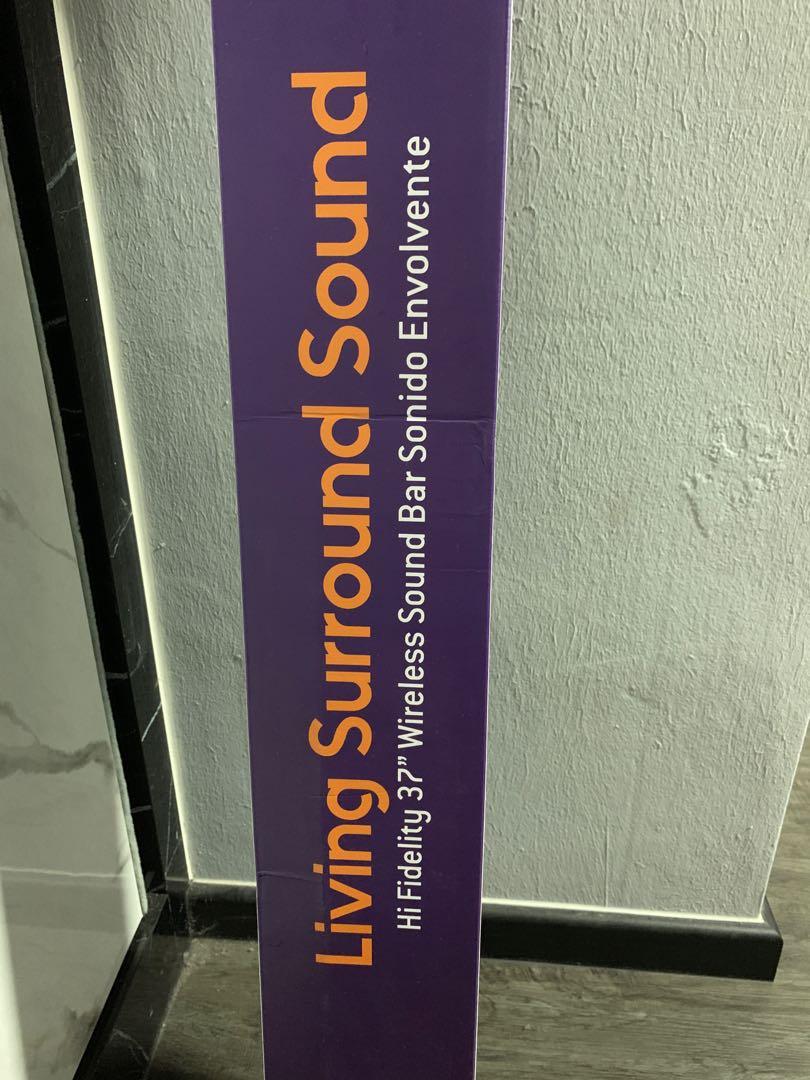 Living Surround Sound
Hi Fidelity 37” Wireless Sound Bar Sonido Envolvente